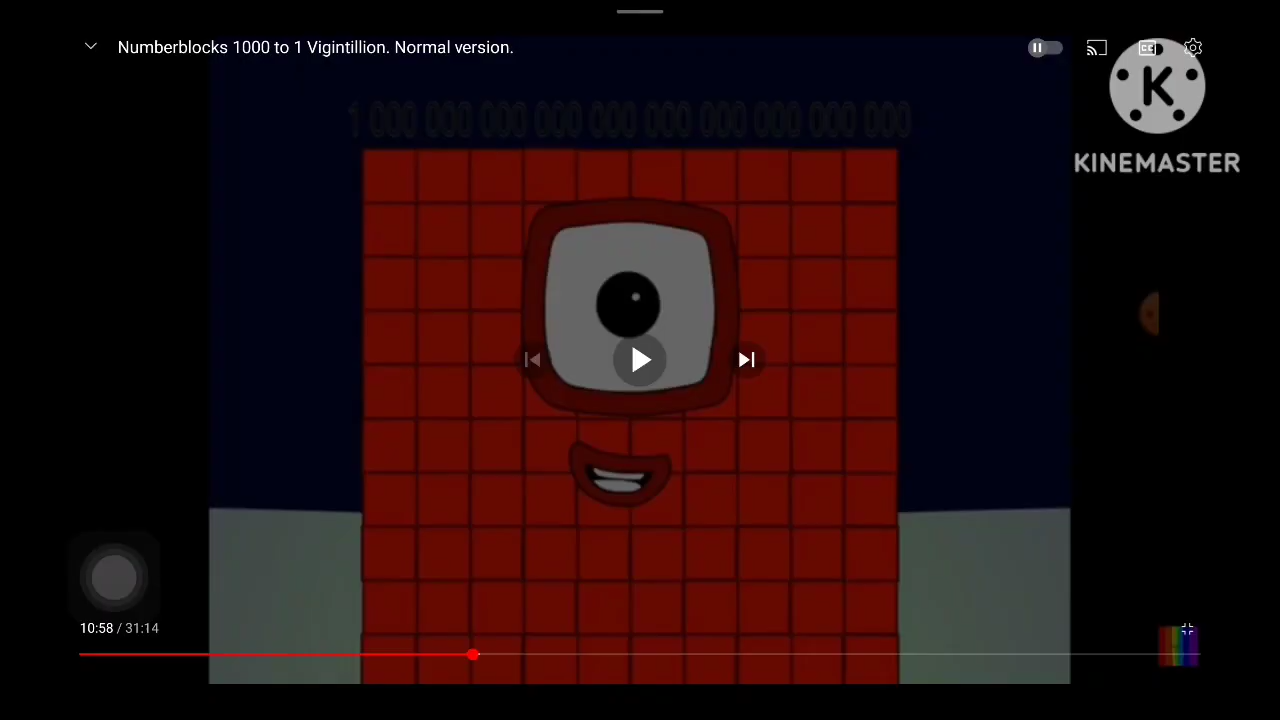 Numberblocks 1000 to 1 Vigintillion. Normal version.
CC
1 000 000 000 000 000 000 000 000 000 000
K
KINEMASTER
10:58 / 31:14